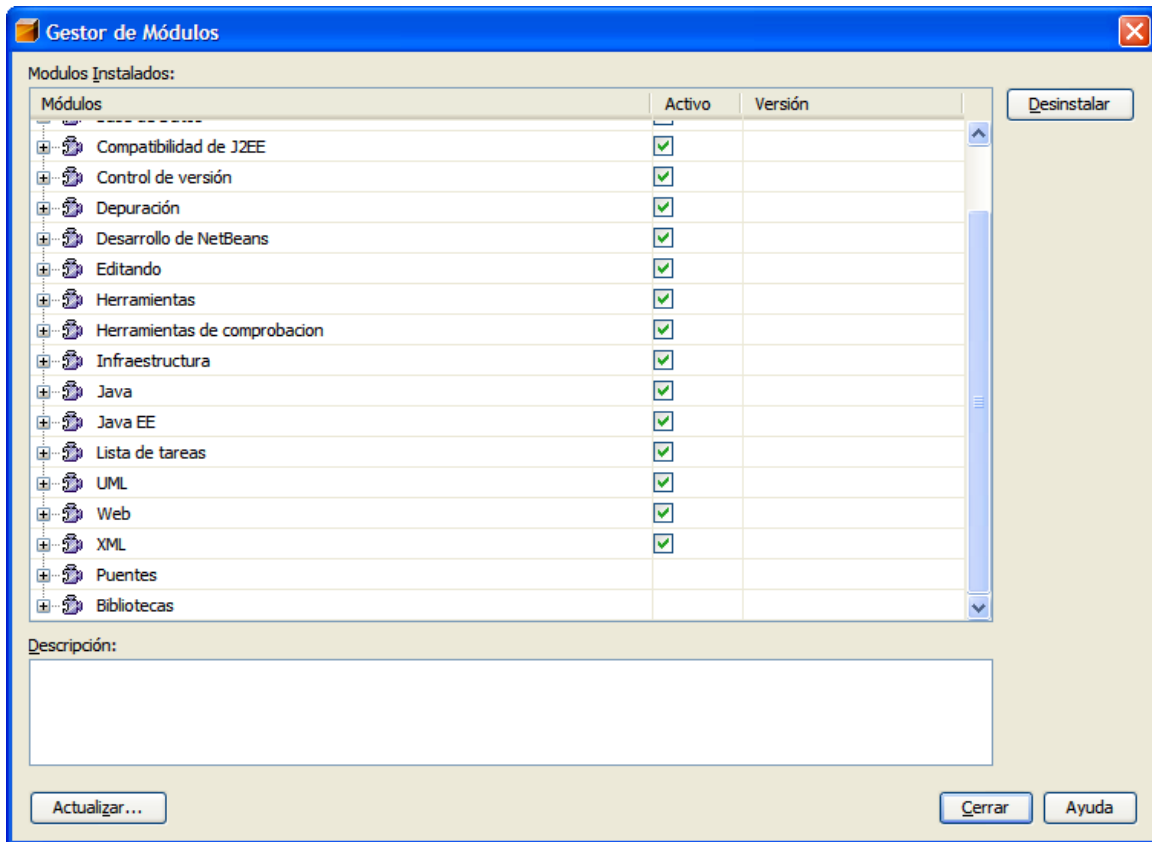 Gestor de Módulos
Modulos Instalados:
Módulos Activo Versión
Desinstalar
Compatibilidad de J2EE
Control de versión
Depuración
Desarrollo de NetBeans
Editando
Herramientas
Herramientas de comprobacion
Infraestructura
Java
Java EE
Lista de tareas
UML
Web
XML
Puentes
Bibliotecas
Descripción:
Actualizar... Cerrar Ayuda